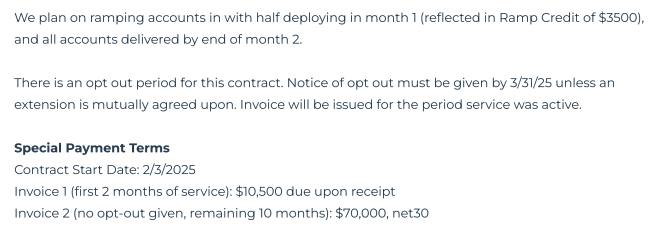 We plan on ramping accounts in with half deploying in month 1 (reflected in Ramp Credit of $3500),
and all accounts delivered by end of month 2.
There is an opt out period for this contract. Notice of opt out must be given by 3/31/25 unless an
extension is mutually agreed upon. Invoice will be issued for the period service was active.
Special Payment Terms
Contract Start Date: 2/3/2025
Invoice 1 (first 2 months of service): $10,500 due upon receipt
Invoice 2 (no opt-out given, remaining 10 months): $70,000, net30